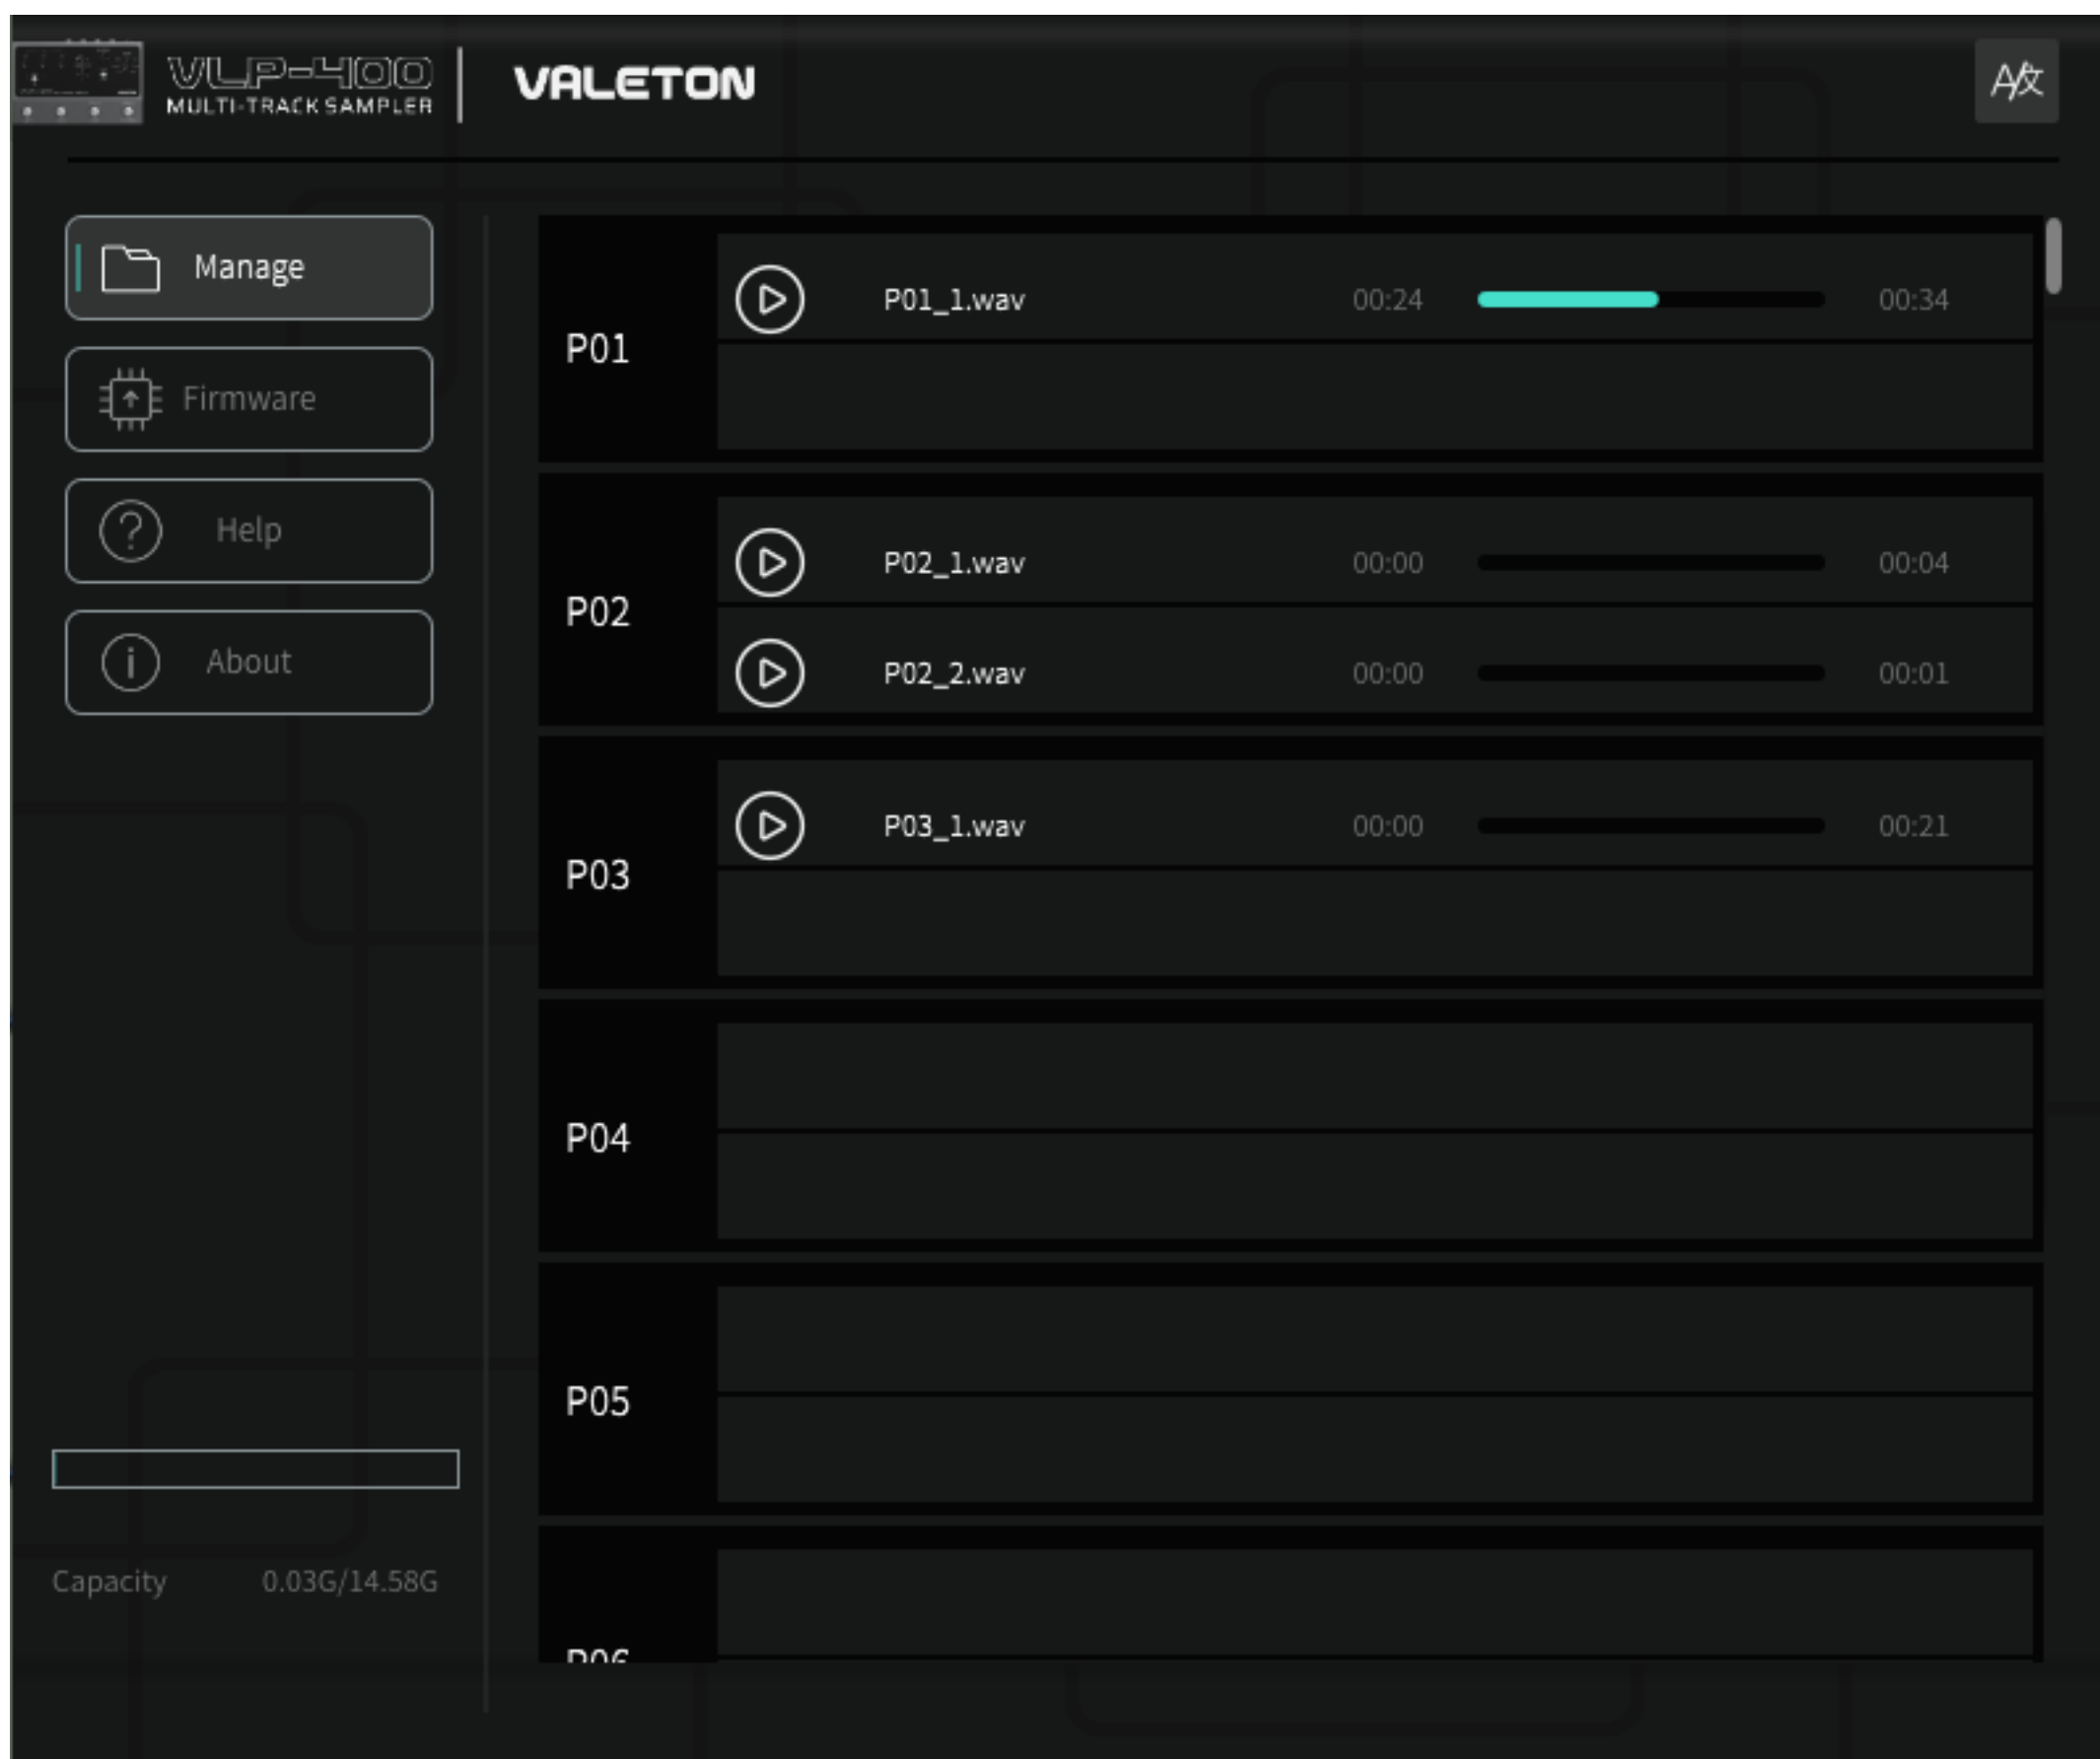 VLP-400
MULTI-TRACK SAMPLER
VALETON
A/文
Manage
Firmware
Help
About
Capacity 0.03G/14.58G
P01
P01_1.wav 00:24 00:34
P02
P02_1.wav 00:00 00:04
P02_2.wav 00:00 00:01
P03
P03_1.wav 00:00 00:21
P04
P05
P06